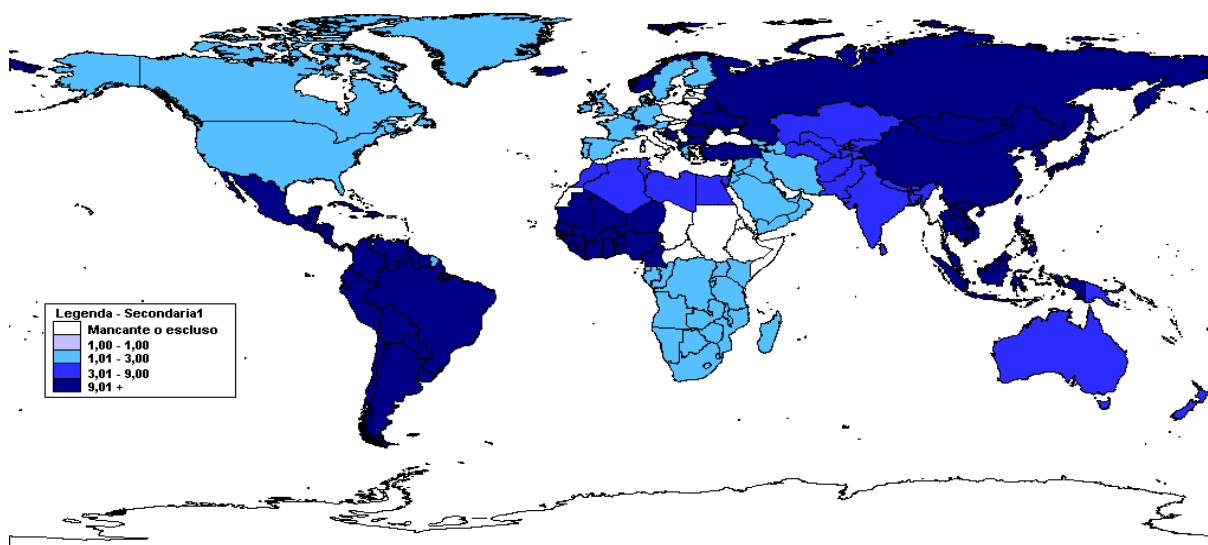 Legenda - Secondaria1
Mancante o escluso
1,00 - 1,00
1,01 - 3,00
3,01 - 9,00
9,01 +